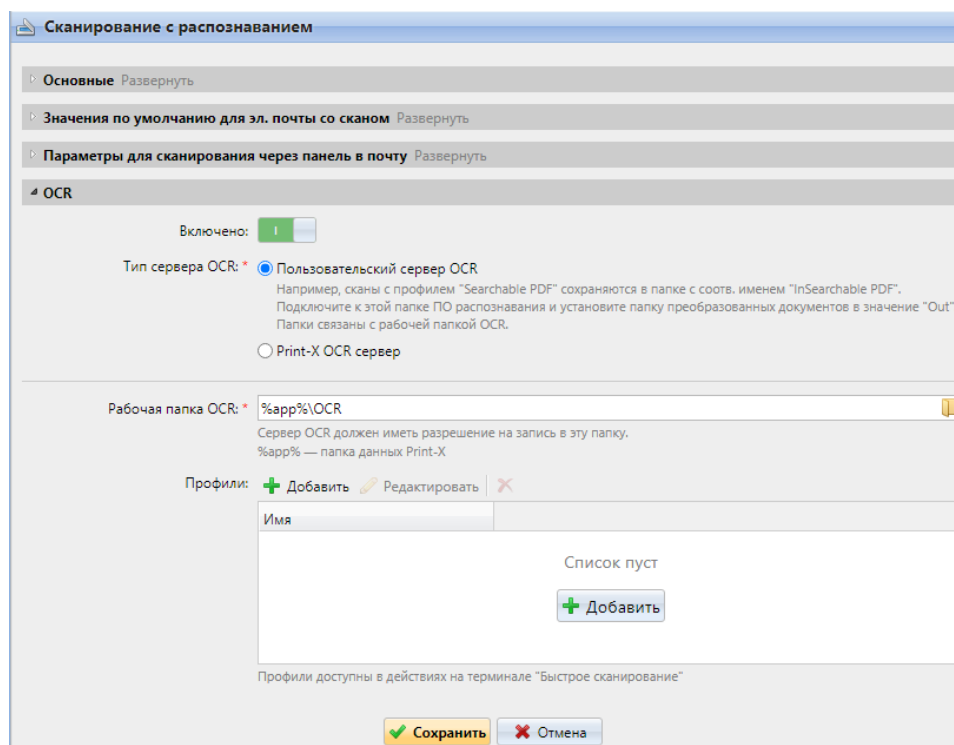 Сканирование с распознаванием
Основные Развернуть
Значения по умолчанию для эл. почты со сканом Развернуть
Параметры для сканирования через панель в почту Развернуть
OCR
Включено: I
Тип сервера OCR: * Пользовательский сервер OCR
Например, сканы с профилем "Searchable PDF" сохраняются в папке с соотв. именем "InSearchable PDF".
Подключите к этой папке ПО распознавания и установите папку преобразованных документов в значение "Out"
Папки связаны с рабочей папкой OCR.
Print-X OCR сервер
Рабочая папка OCR: * %app%\OCR
Сервер OCR должен иметь разрешение на запись в эту папку.
%app% — папка данных Print-X
Профили: Добавить Редактировать
Имя
Список пуст
Добавить
Профили доступны в действиях на терминале "Быстрое сканирование"
Сохранить Отмена